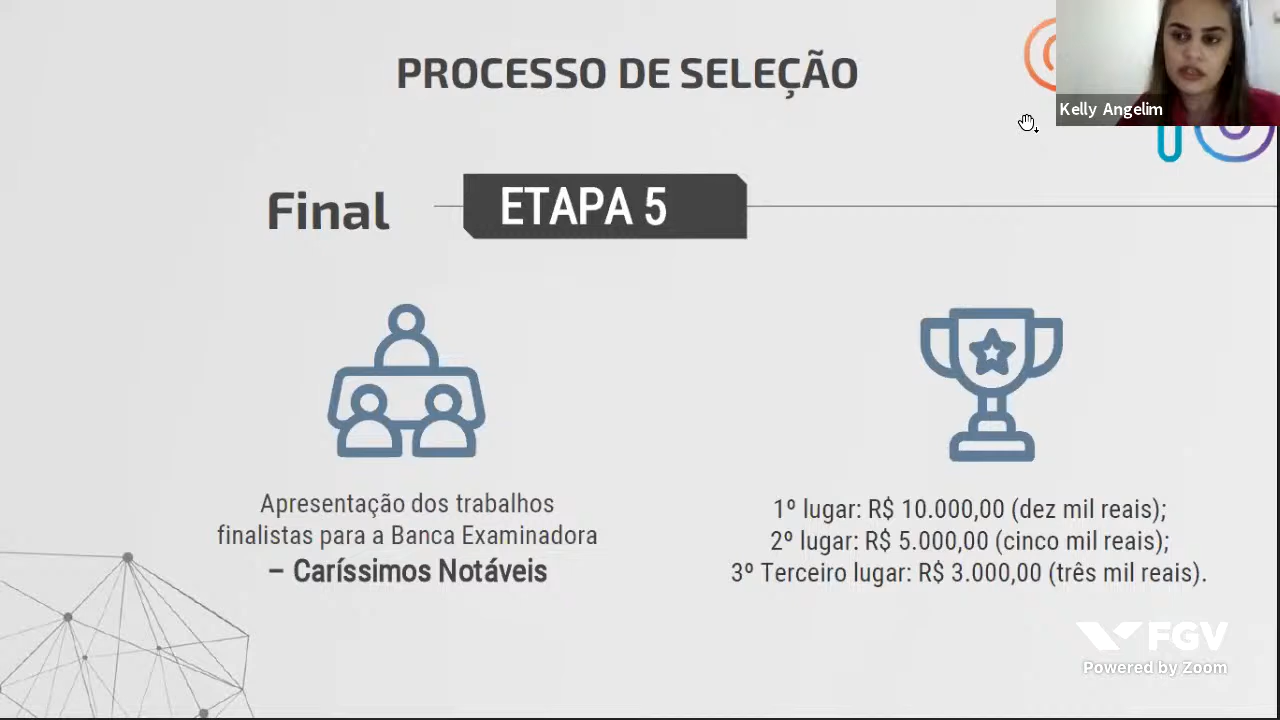 PROCESSO DE SELEÇÃO
Kelly Angelim
Final
ETAPA 5
Apresentação dos trabalhos
finalistas para a Banca Examinadora
– Caríssimos Notáveis
1º lugar: R$ 10.000,00 (dez mil reais);
2º lugar: R$ 5.000,00 (cinco mil reais);
3º Terceiro lugar: R$ 3.000,00 (três mil reais).
FGV
Powered by Zoom